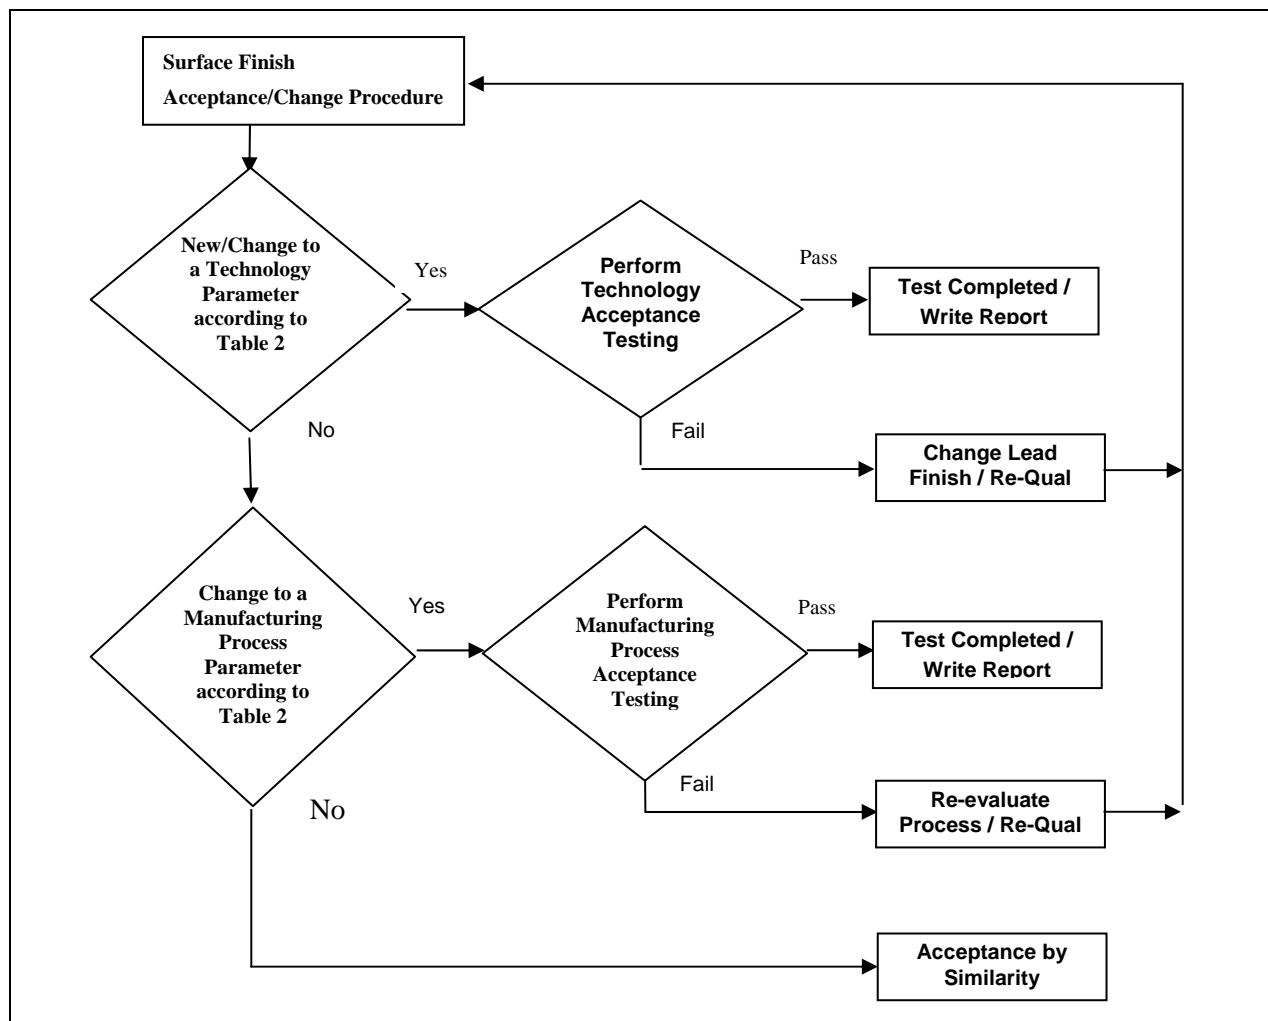 Surface Finish
Acceptance/Change Procedure
New/Change to
a Technology
Parameter
according to
Table 2
Yes
Perform
Technology
Acceptance
Testing
Pass
Test Completed /
Write Report
No
Fail
Change Lead
Finish / Re-Qual
Change to a
Manufacturing
Process
Parameter
according to
Table 2
Yes
Perform
Manufacturing
Process
Acceptance
Testing
Pass
Test Completed /
Write Report
No
Fail
Re-evaluate
Process / Re-Qual
Acceptance by
Similarity